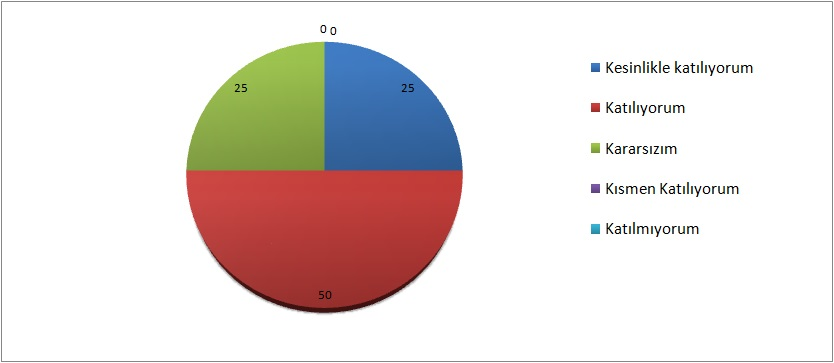 0 0
25
25
50
Kesinlikle katılıyorum
Katılıyorum
Kararsızım
Kısmen Katılıyorum
Katılmıyorum